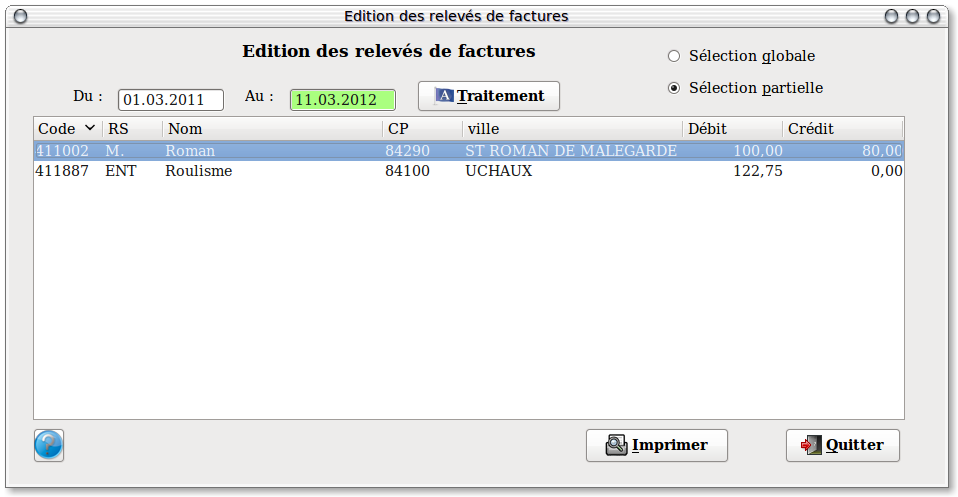 Edition des relevés de factures
Edition des relevés de factures
Sélection globale
Du : 01.03.2011 Au : 11.03.2012 Traitement
Sélection partielle
Code RS Nom CP ville Débit Crédit
411002 M. Roman 84290 ST ROMAN DE MALEGARDE 100,00 80,00
411887 ENT Roulisme 84100 UCHAUX 122,75 0,00
Imprimer Quitter